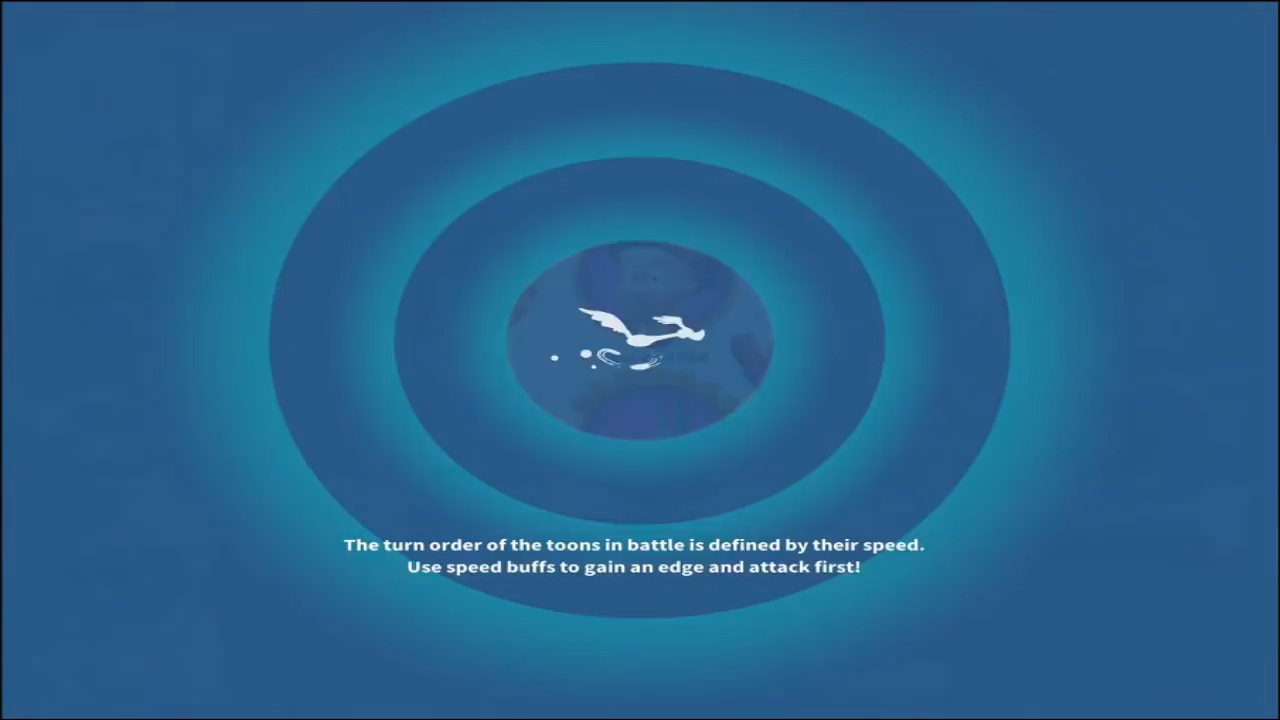 The turn order of the toons in battle is defined by their speed.
Use speed buffs to gain an edge and attack first!